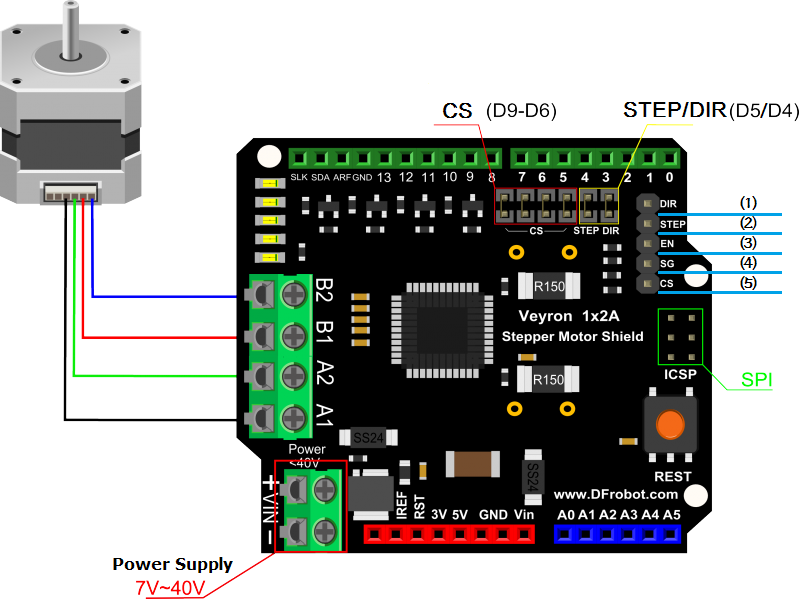 CS (D9-D6) STEP/DIR(D5/D4)
SLK SDA ARF GND 13 12 11 10 9 8 7 6 5 4 3 2 1 0
CS STEP DIR
DIR (1)
STEP (2)
EN (3)
SG (4)
CS (5)
B2
B1
A2
A1
R150
Veyron 1x2A
Stepper Motor Shield
R150
ICSP
SPI
SS24
SS24
REST
Power
<40V
+ VIN -
www.DFrobot.com
IREF RST 3V 5V GND Vin A0 A1 A2 A3 A4 A5
Power Supply
7V~40V